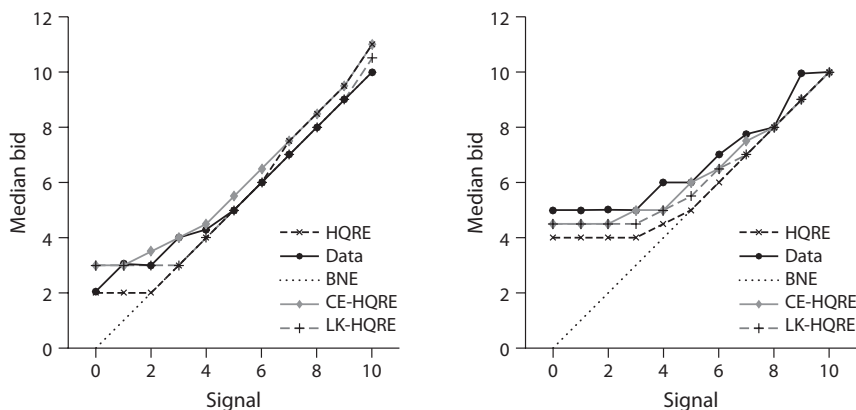 12
10
8
6
4
2
0
Median bid
0
2
4
6
8
10
Signal
HQRE
Data
BNE
CE-HQRE
LK-HQRE
12
10
8
6
4
2
0
Median bid
0
2
4
6
8
10
Signal
HQRE
Data
BNE
CE-HQRE
LK-HQRE